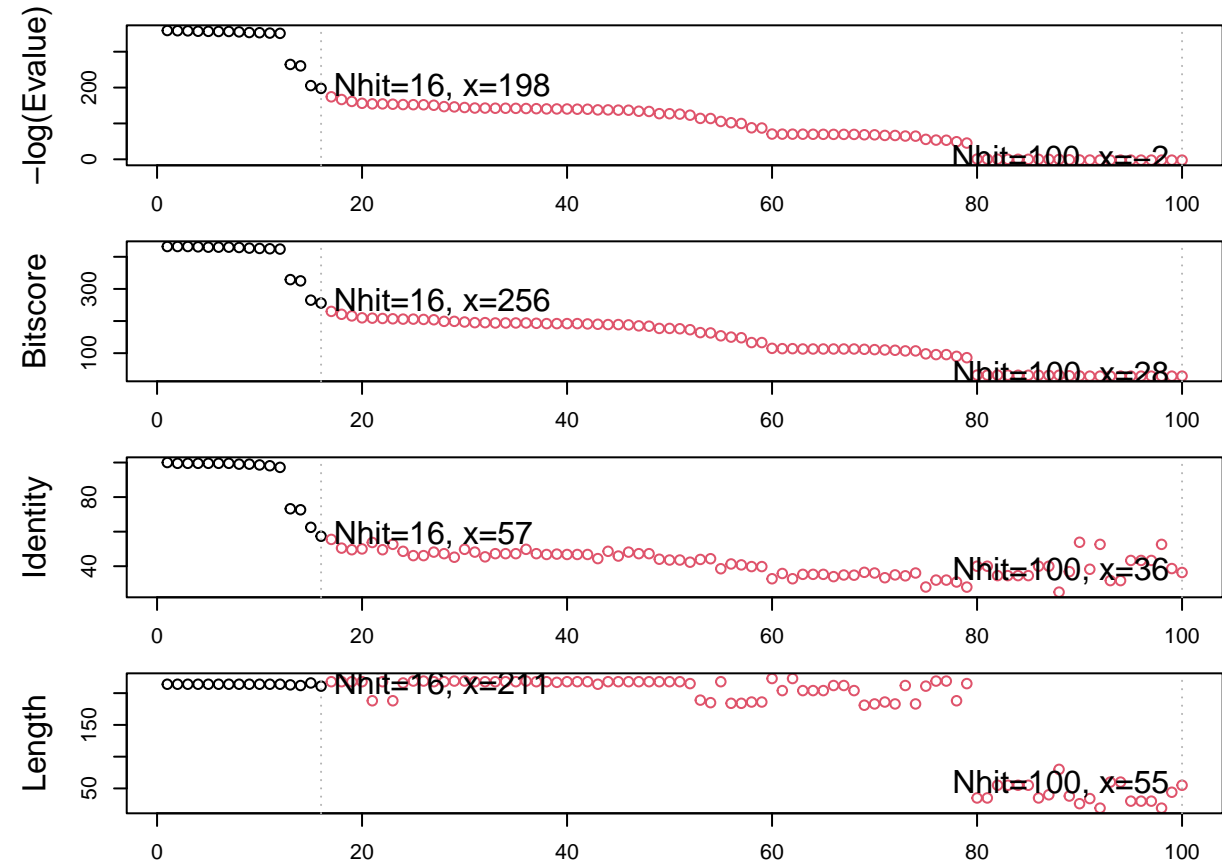 −log(Evalue)
200
0
Nhit=16, x=198
Nhit=100, x=−2
0 20 40 60 80 100
Bitscore
300
100
Nhit=16, x=256
Nhit=100, x=28
0 20 40 60 80 100
Identity
80
40
Nhit=16, x=57
Nhit=100, x=36
0 20 40 60 80 100
Length
150
50
Nhit=16, x=211
Nhit=100, x=55
0 20 40 60 80 100